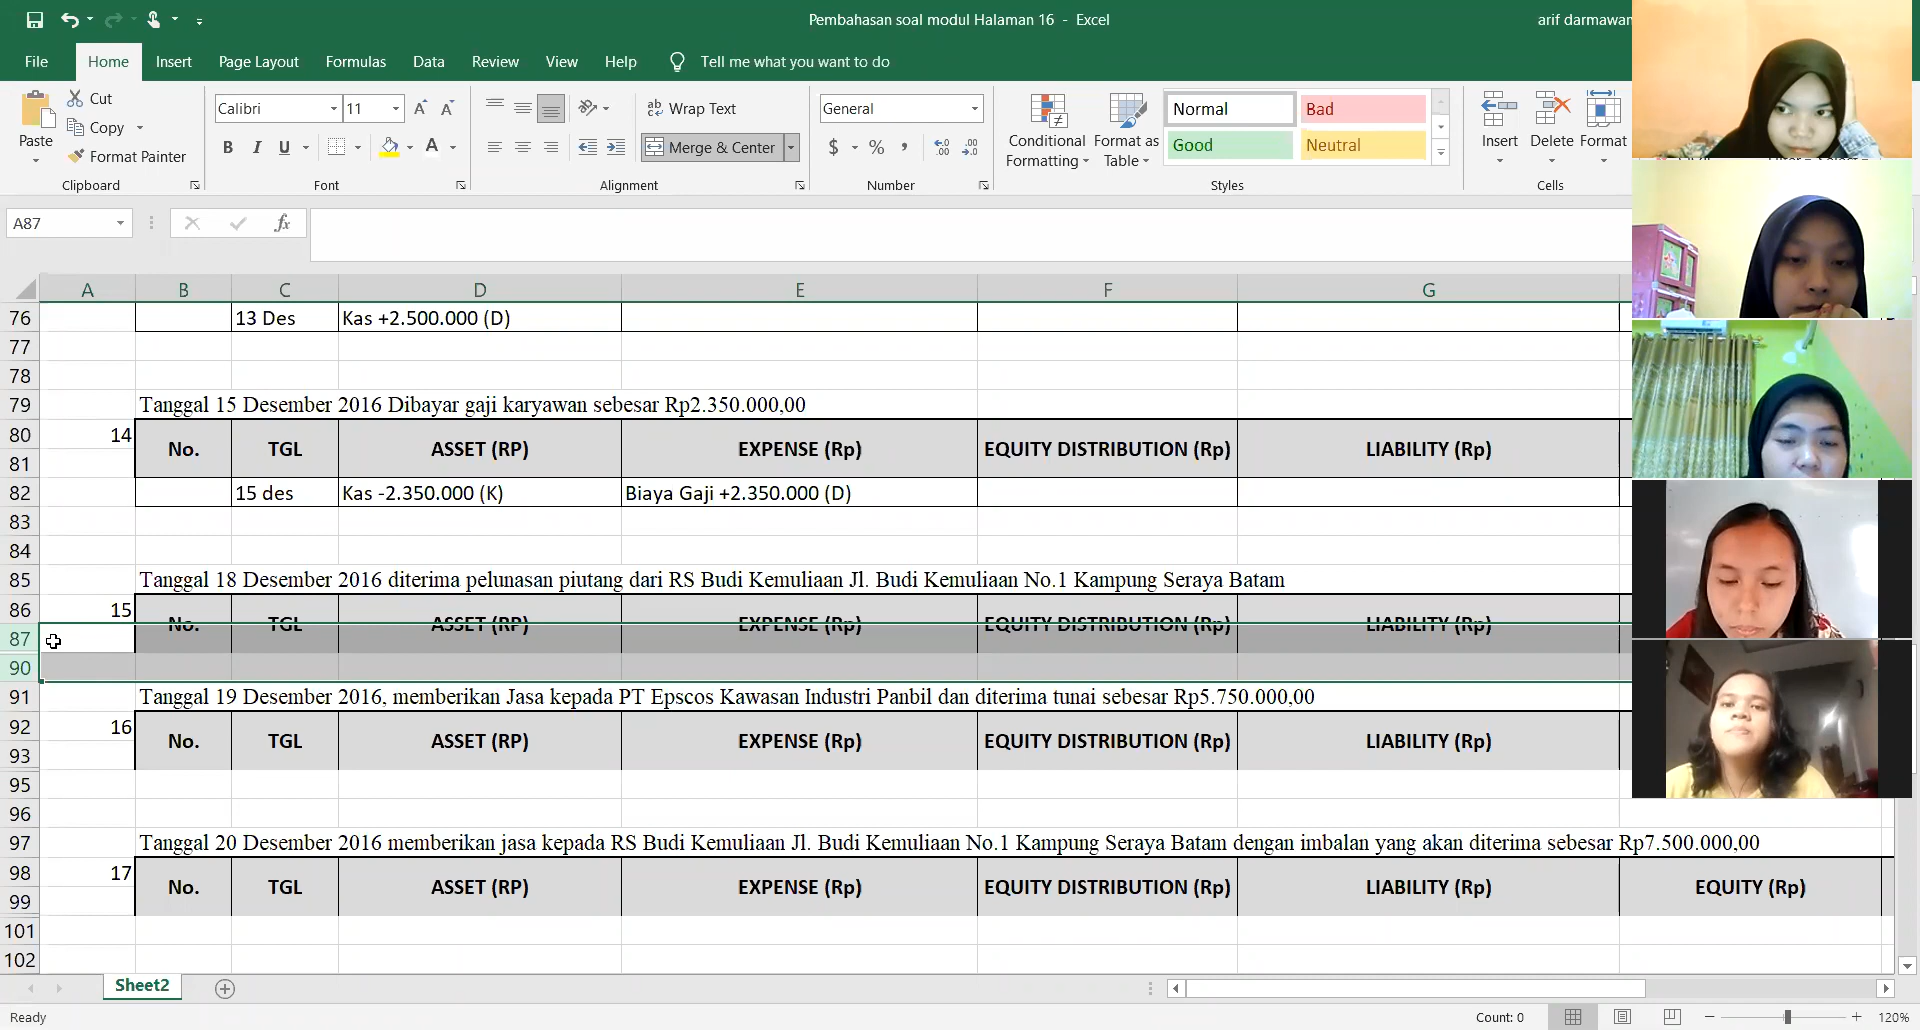 Pembahasan soal modul Halaman 16 - Excel
arif darmawan
File Home Insert Page Layout Formulas Data Review View Help Tell me what you want to do
Cut
Copy
Format Painter
Paste
Clipboard
Calibri 11
B I U
Font
Wrap Text
Merge & Center
Alignment
General
$ % ,
Number
Conditional Formatting
Format as Table
Normal Bad
Good Neutral
Styles
Insert Delete Format
Cells
A87
fx
A B C D E F G
76 13 Des Kas +2.500.000 (D)
77
78
79 Tanggal 15 Desember 2016 Dibayar gaji karyawan sebesar Rp2.350.000,00
80 14 No. TGL ASSET (RP) EXPENSE (Rp) EQUITY DISTRIBUTION (Rp) LIABILITY (Rp)
81
82 15 des Kas -2.350.000 (K) Biaya Gaji +2.350.000 (D)
83
84
85 Tanggal 18 Desember 2016 diterima pelunasan piutang dari RS Budi Kemuliaan Jl. Budi Kemuliaan No.1 Kampung Seraya Batam
86 15 No. TGL ASSET (RP) EXPENSE (Rp) EQUITY DISTRIBUTION (Rp) LIABILITY (Rp)
87
90
91 Tanggal 19 Desember 2016, memberikan Jasa kepada PT Epscos Kawasan Industri Panbil dan diterima tunai sebesar Rp5.750.000,00
92 16 No. TGL ASSET (RP) EXPENSE (Rp) EQUITY DISTRIBUTION (Rp) LIABILITY (Rp)
93
95
96
97 Tanggal 20 Desember 2016 memberikan jasa kepada RS Budi Kemuliaan Jl. Budi Kemuliaan No.1 Kampung Seraya Batam dengan imbalan yang akan diterima sebesar Rp7.500.000,00
98 17 No. TGL ASSET (RP) EXPENSE (Rp) EQUITY DISTRIBUTION (Rp) LIABILITY (Rp) EQUITY (Rp)
99
101
102
Sheet2
Ready Count: 0 120%